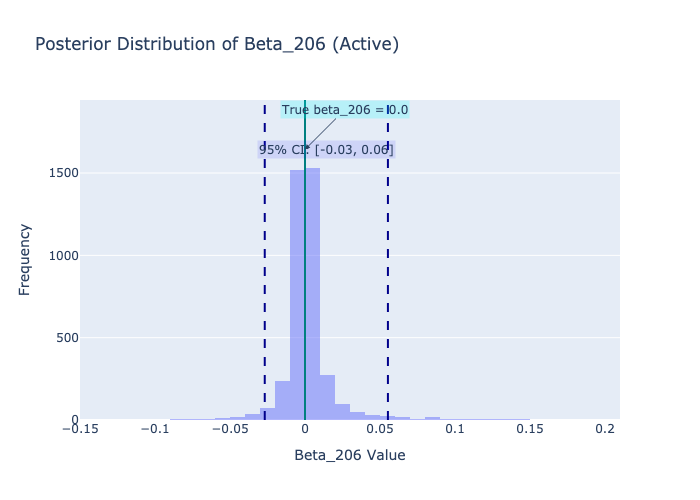 Posterior Distribution of Beta_206 (Active)
True beta_206 = 0.0
95% CI: [-0.03, 0.06]
1500
1000
500
0
Frequency
−0.15
−0.1
−0.05
0
0.05
0.1
0.15
0.2
Beta_206 Value